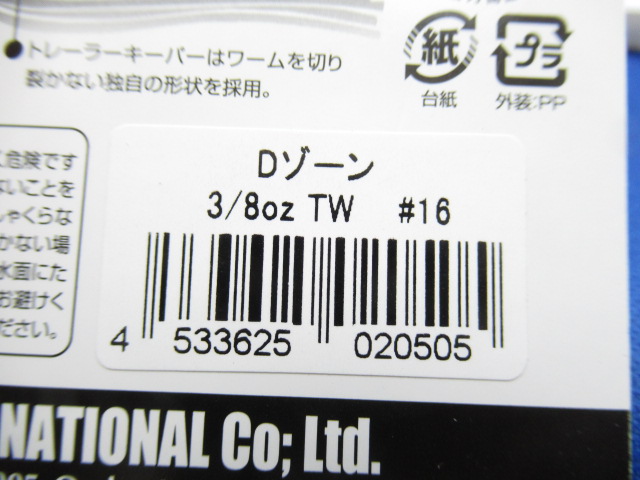 トレーラーキーパーはワームを切り
裂かない独自の形状を採用。
紙
台紙
プラ
外装:PP
危険です
ないことを
しゃくらな
かない場
水面にた
お避けく
ださい。
Dゾーン
3/8oz TW #16
4 533625 020505
NATIONAL Co; Ltd.